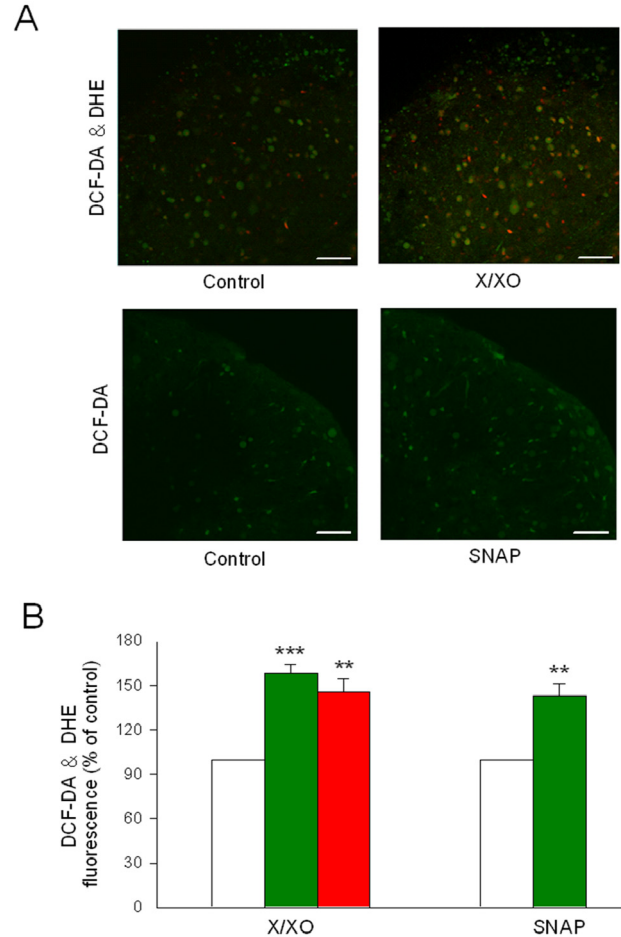 A
DCF-DA & DHE
Control
X/XO
DCF-DA
Control
SNAP
B
DCF-DA & DHE
fluorescence (% of control)
180
150
120
90
60
30
0
***
**
**
X/XO
SNAP